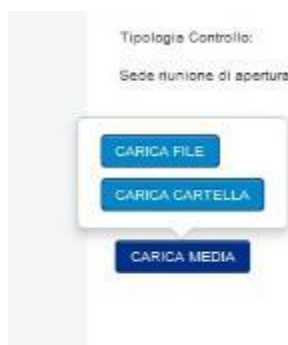 Tipologia Controllo:
Sede riunione di apertura
CARICA FILE
CARICA CARTELLA
CARICA MEDIA